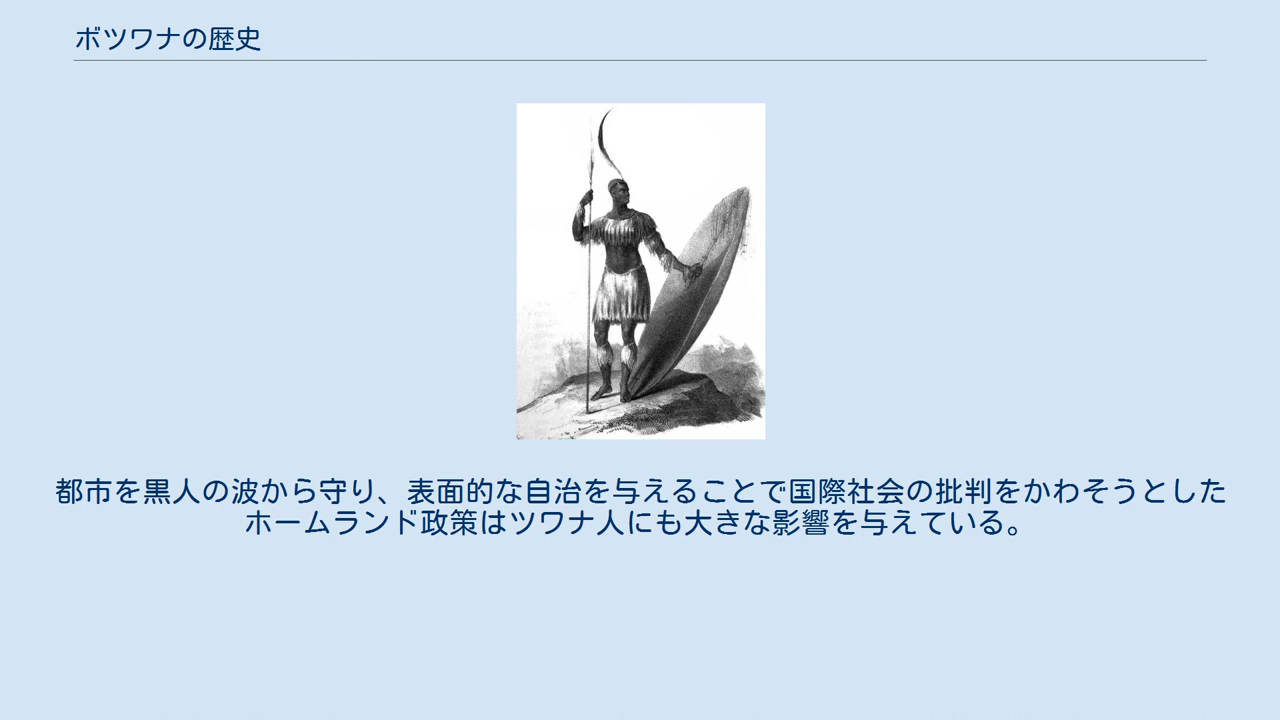 ボツワナの歴史
都市を黒人の波から守り、表面的な自治を与えることで国際社会の批判をかわそうとした
ホームランド政策はツワナ人にも大きな影響を与えている。